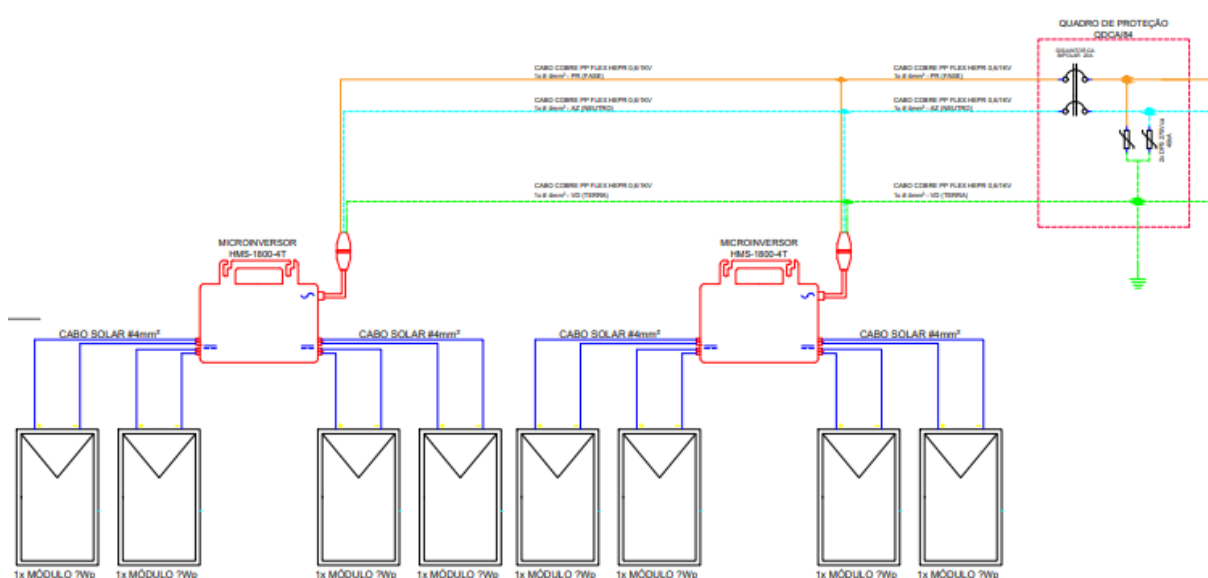 QUADRO DE PROTEÇÃO
QDCA/84
CABO COBRE PP FLEX HEPR 0,6/1KV
1x # 4mm² - PR (FASE)
CABO COBRE PP FLEX HEPR 0,6/1KV
1x # 4mm² - PR (FASE)
CABO COBRE PP FLEX HEPR 0,6/1KV
1x # 4mm² - AZ (NEUTRO)
CABO COBRE PP FLEX HEPR 0,6/1KV
1x # 4mm² - AZ (NEUTRO)
CABO COBRE PP FLEX HEPR 0,6/1KV
1x # 4mm² - VD (TERRA)
CABO COBRE PP FLEX HEPR 0,6/1KV
1x # 4mm² - VD (TERRA)
MICROINVERSOR
HMS-1800-4T
MICROINVERSOR
HMS-1800-4T
CABO SOLAR #4mm²
CABO SOLAR #4mm²
CABO SOLAR #4mm²
CABO SOLAR #4mm²
1x MÓDULO ?Wp
1x MÓDULO ?Wp
1x MÓDULO ?Wp
1x MÓDULO ?Wp
1x MÓDULO ?Wp
1x MÓDULO ?Wp
1x MÓDULO ?Wp
1x MÓDULO ?Wp